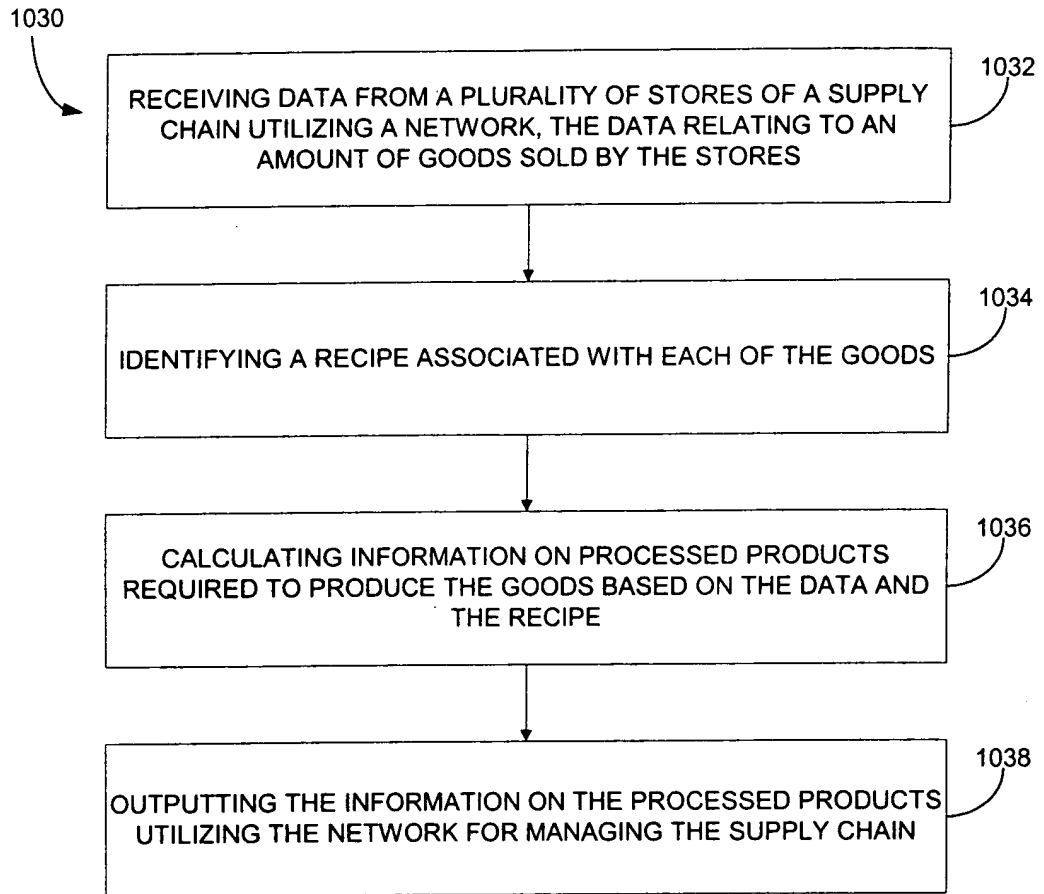 1030
1032
RECEIVING DATA FROM A PLURALITY OF STORES OF A SUPPLY
CHAIN UTILIZING A NETWORK, THE DATA RELATING TO AN
AMOUNT OF GOODS SOLD BY THE STORES
1034
IDENTIFYING A RECIPE ASSOCIATED WITH EACH OF THE GOODS
1036
CALCULATING INFORMATION ON PROCESSED PRODUCTS
REQUIRED TO PRODUCE THE GOODS BASED ON THE DATA AND
THE RECIPE
1038
OUTPUTTING THE INFORMATION ON THE PROCESSED PRODUCTS
UTILIZING THE NETWORK FOR MANAGING THE SUPPLY CHAIN